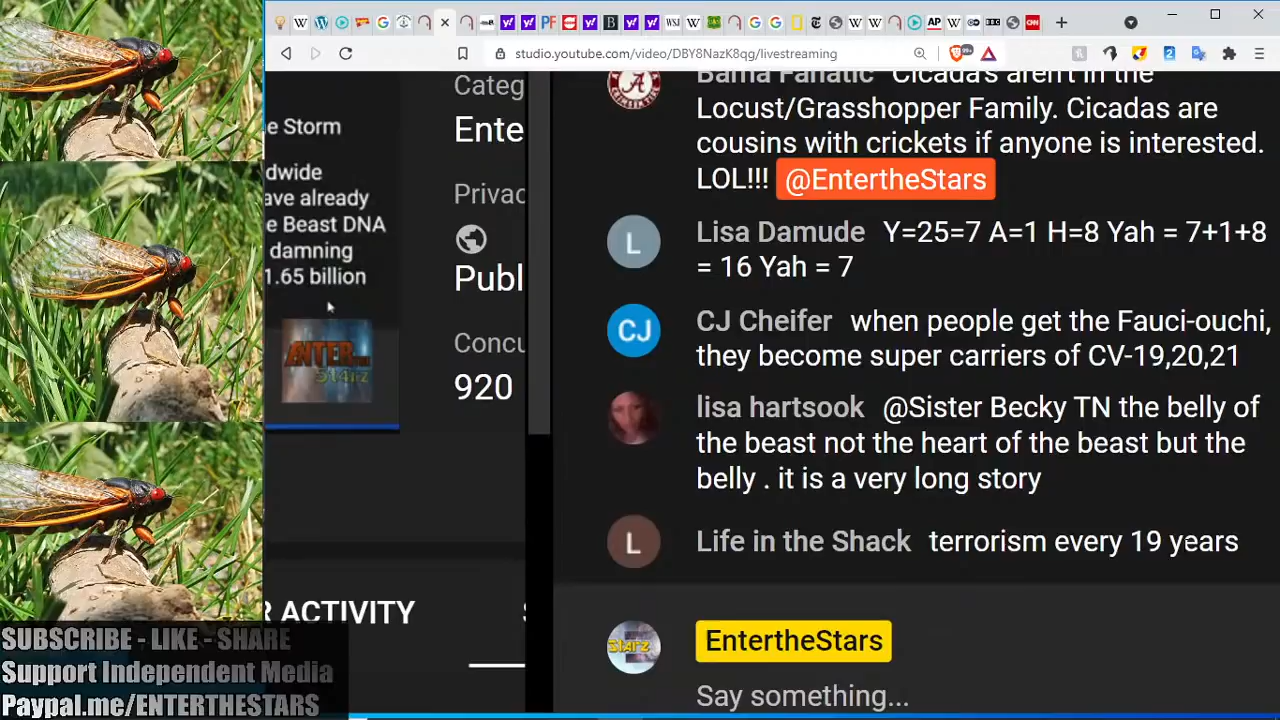 studio.youtube.com/video/DBY8NazK8qg/livestreaming
Categ
e Storm
Ente
dwide
ave already
Privac
e Beast DNA
damning
1.65 billion
Publ
Concu
920
ENTER THE
St4rz
R ACTIVITY
Bama Fanatic Cicada's aren't in the
Locust/Grasshopper Family. Cicadas are
cousins with crickets if anyone is interested.
LOL!!! @EntertheStars
L
Lisa Damude Y=25=7 A=1 H=8 Yah = 7+1+8
= 16 Yah = 7
CJ
CJ Cheifer when people get the Fauci-ouchi,
they become super carriers of CV-19,20,21
lisa hartsook @Sister Becky TN the belly of
the beast not the heart of the beast but the
belly . it is a very long story
L
Life in the Shack terrorism every 19 years
Starz
EntertheStars
Say something...
SUBSCRIBE - LIKE - SHARE
Support Independent Media
Paypal.me/ENTERTHESTARS